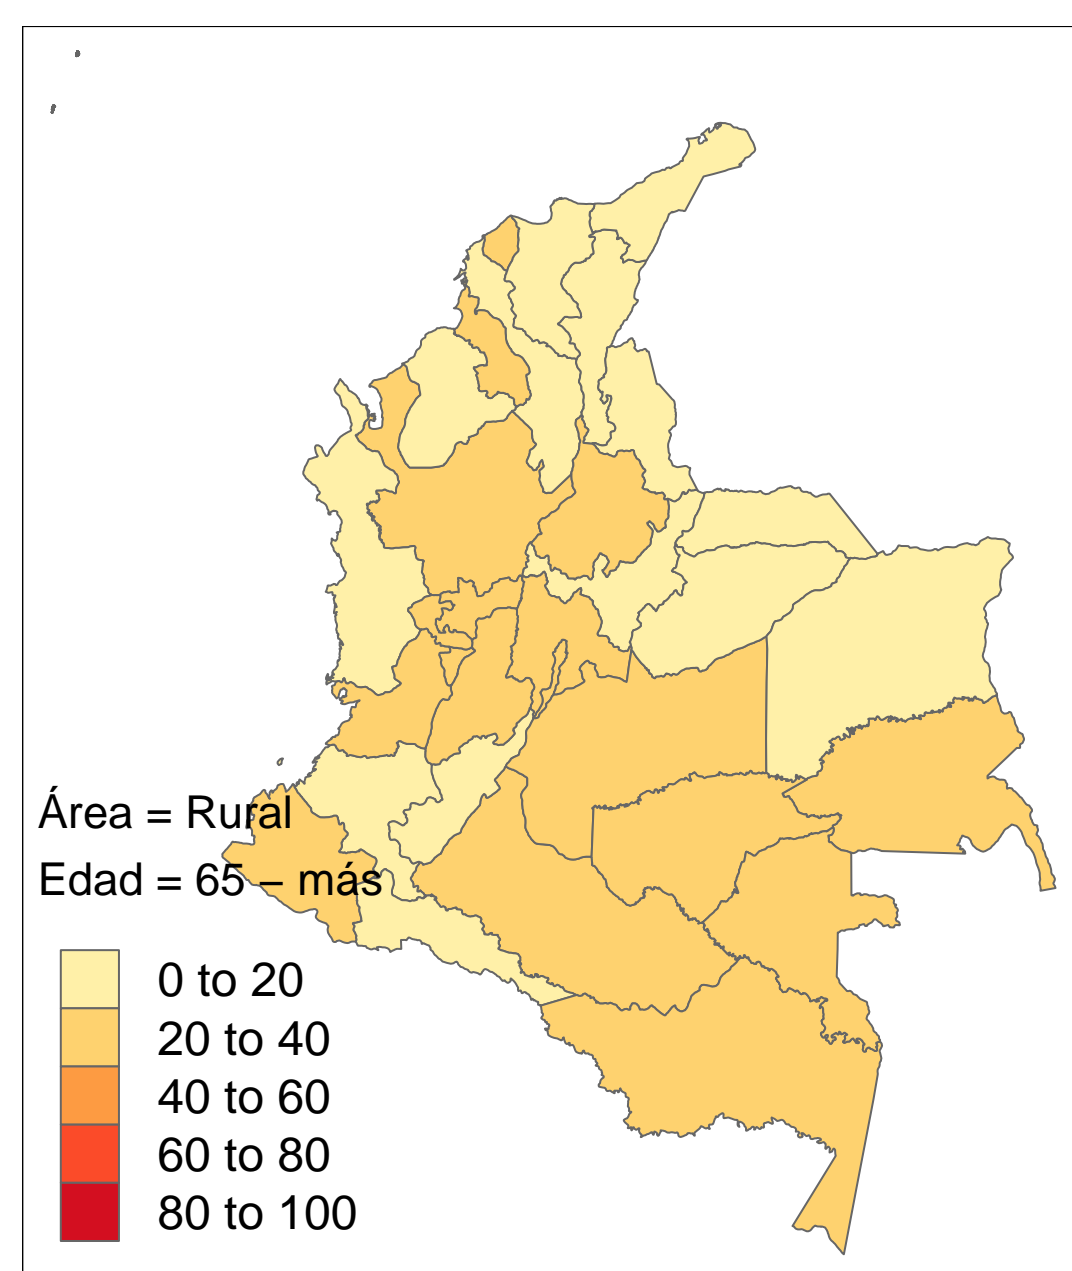 Área = Rural
Edad = 65 – más
0 to 20
20 to 40
40 to 60
60 to 80
80 to 100